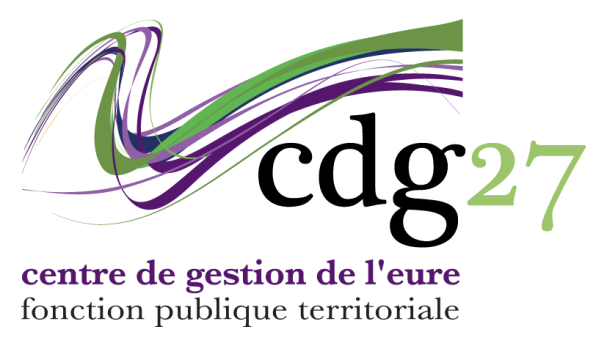 cdg27
centre de gestion de l'eure
fonction publique territoriale